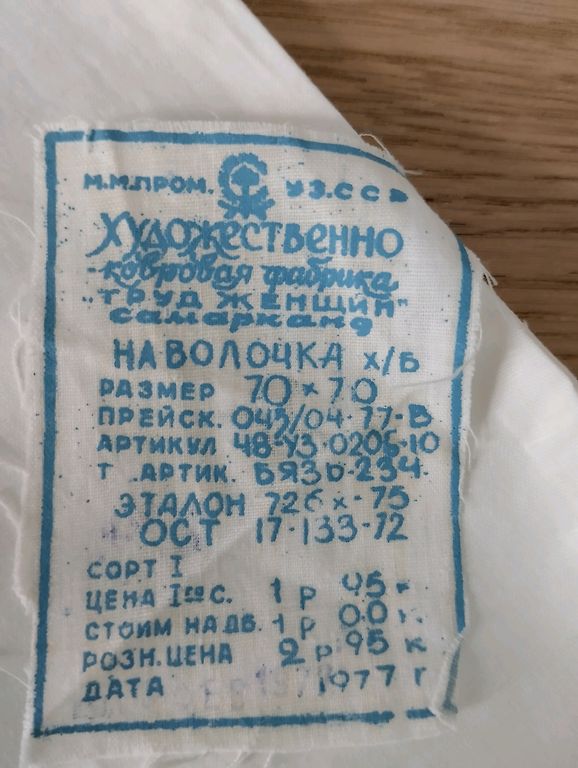 М.М.ПРОМ. УЗ.ССР
Художественно
-ковровая фабрика
„ТРУД ЖЕНЩИН"
самарканд
НАВОЛОЧКА х/Б
РАЗМЕР 70×70
ПРЕЙСК. 043/04-77-В
АРТИКУЛ 48-УЗ-0206-10
Т .АРТИК. БЯЗЬ-234
ЭТАЛОН 726х-75
ОСТ 17-133-72
СОРТ I
ЦЕНА I ГО С. 1 Р 95 К
СТОИМ НАДБ. 1 Р 00 К
РОЗН.ЦЕНА 2 Р 95 К
ДАТА 1977 Г